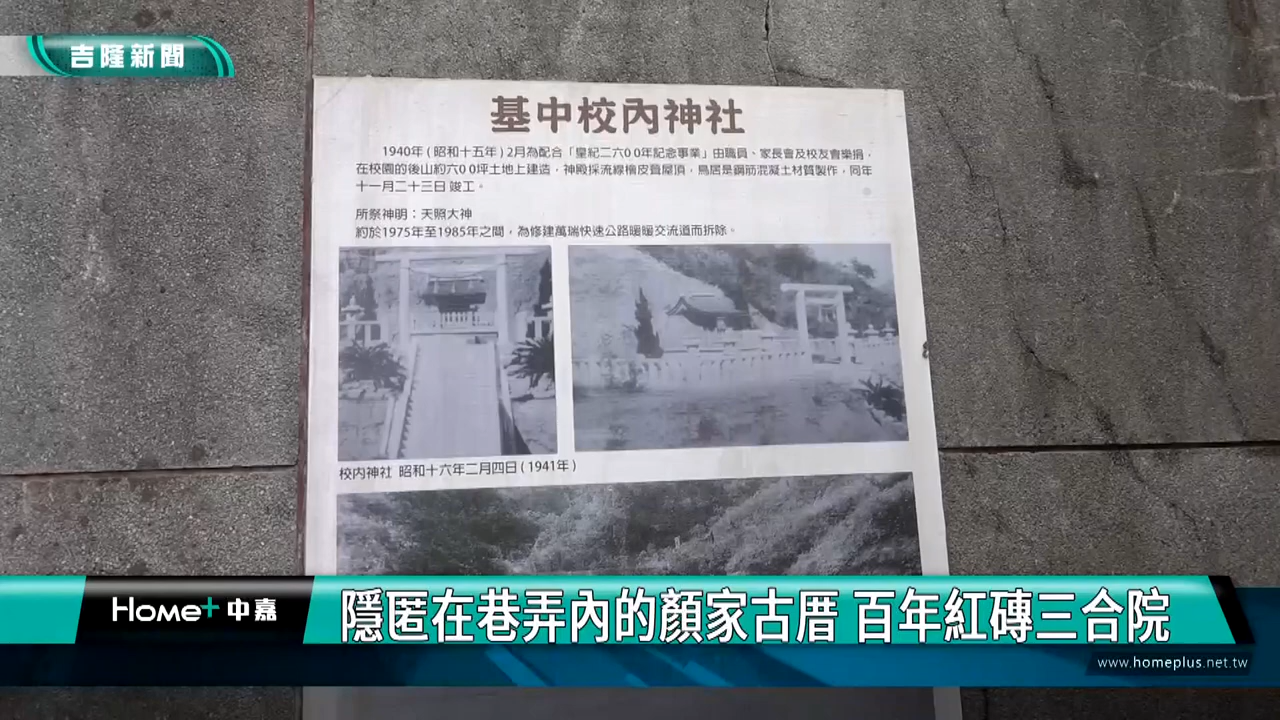 吉隆新聞
基中校內神社
1940年(昭和十五年)2月為配合「皇紀二六00年記念事業」由職員、家長會及校友會樂捐，
在校園的後山約六00坪土地上建造，神殿採流線檜皮葺屋頂，鳥居是鋼筋混凝土材質製作，同年
十一月二十三日 竣工。
所祭神明：天照大神
約於1975年至1985年之間，為修建萬瑞快速公路暖暖交流道而拆除。
校內神社 昭和十六年二月四日(1941年)
Home+中嘉
隱匿在巷弄內的顏家古厝 百年紅磚三合院
www.homeplus.net.tw